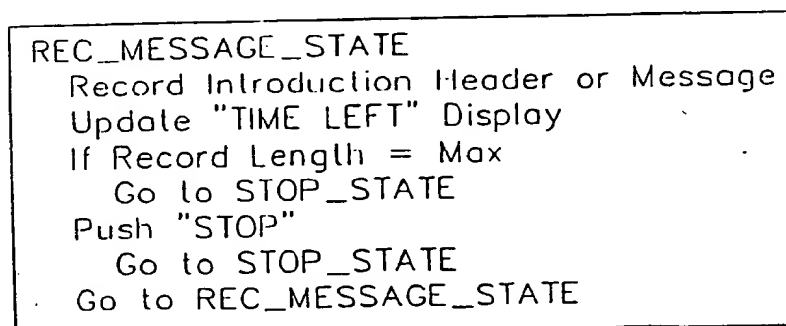 REC_MESSAGE_STATE
Record Introduction Header or Message
Update "TIME LEFT" Display
If Record Length = Max
Go to STOP_STATE
Push "STOP"
Go to STOP_STATE
Go to REC_MESSAGE_STATE